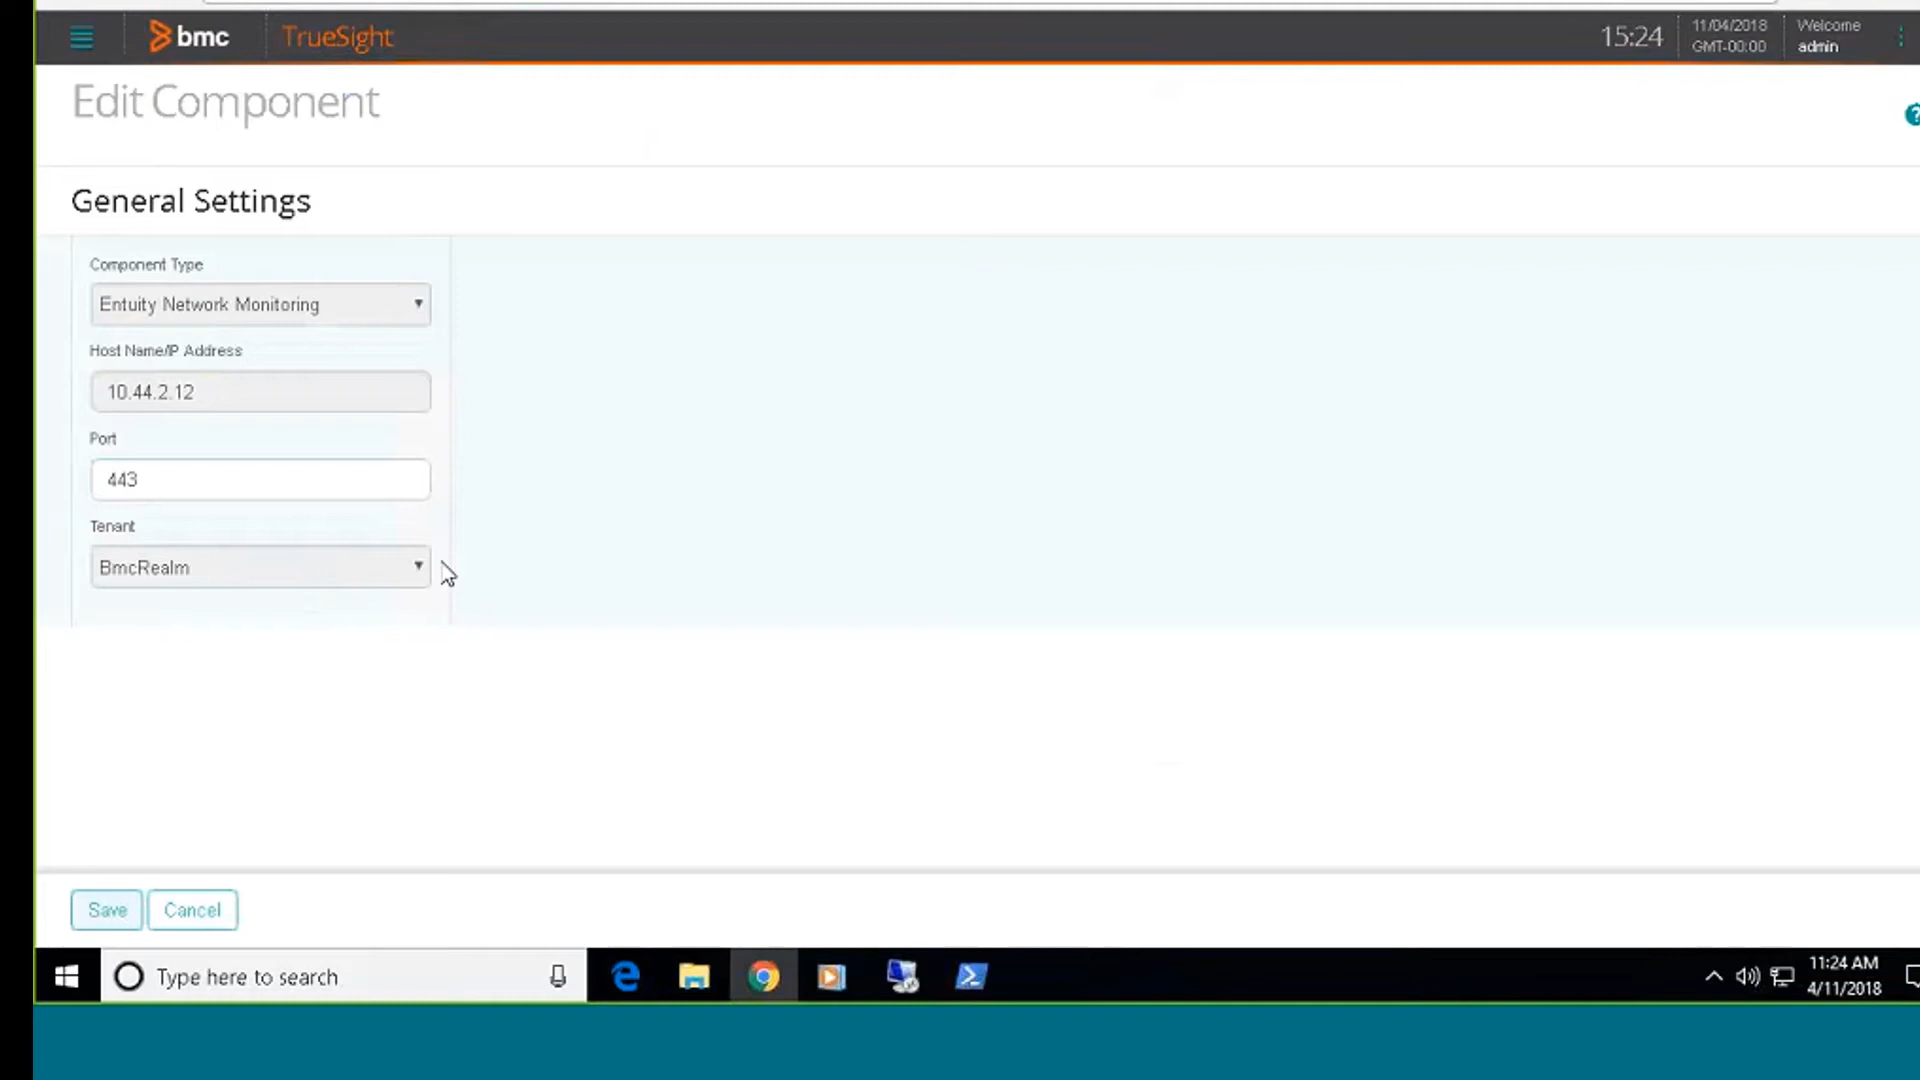 bmc TrueSight 15:24 11/04/2018 Welcome
GMT-00:00 admin
Edit Component
?
General Settings
Component Type
Entuity Network Monitoring
Host Name/IP Address
10.44.2.12
Port
443
Tenant
BmcRealm
Save Cancel
Type here to search
11:24 AM
4/11/2018